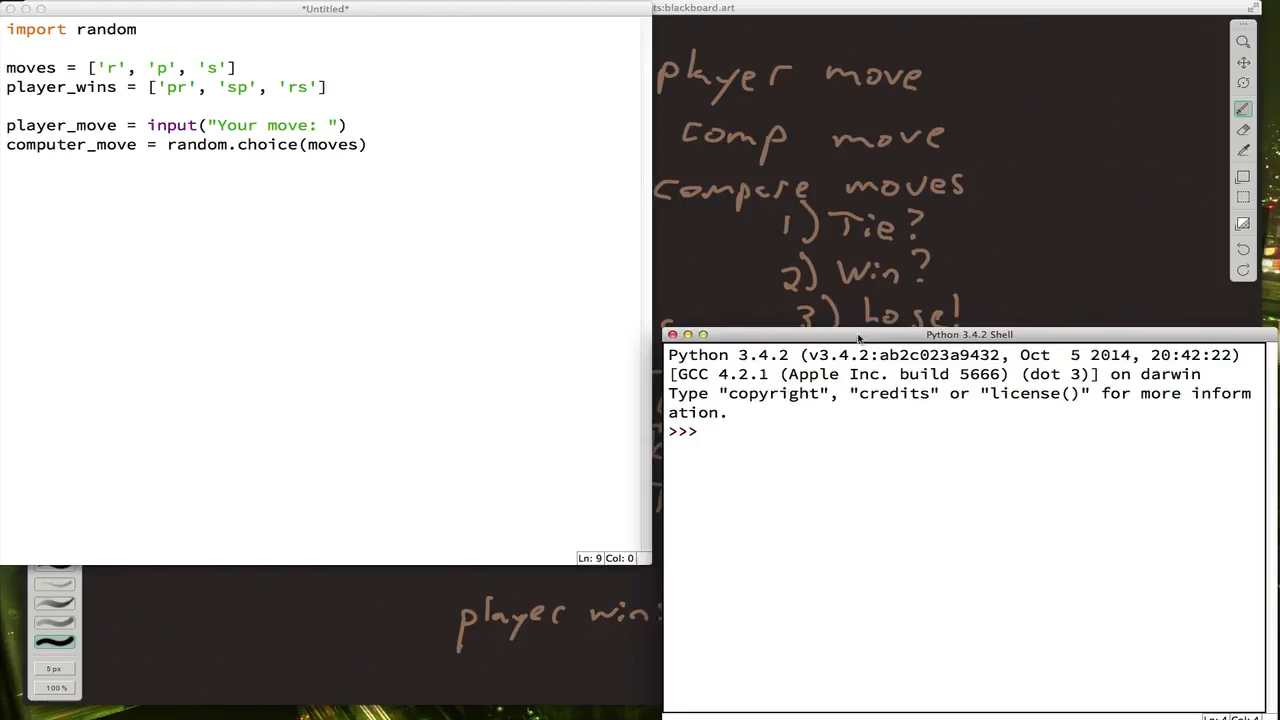 *Untitled*
import random
moves = ['r', 'p', 's']
player_wins = ['pr', 'sp', 'rs']
player_move = input("Your move: ")
computer_move = random.choice(moves)
Ln: 9 Col: 0
ts:blackboard.art
player move
comp move
compare moves
1) Tie?
2) Win?
3) Lose!
Python 3.4.2 Shell
Python 3.4.2 (v3.4.2:ab2c023a9432, Oct  5 2014, 20:42:22)
[GCC 4.2.1 (Apple Inc. build 5666) (dot 3)] on darwin
Type "copyright", "credits" or "license()" for more inform
ation.
>>>
player win
5 px
100 %